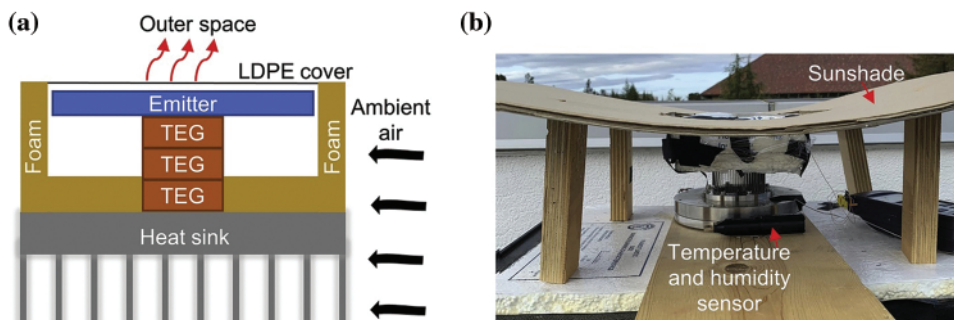 (a)
Outer space
LDPE cover
Emitter
Ambient
air
Foam
TEG
Foam
TEG
TEG
Heat sink
(b)
Sunshade
Temperature
and humidity
sensor